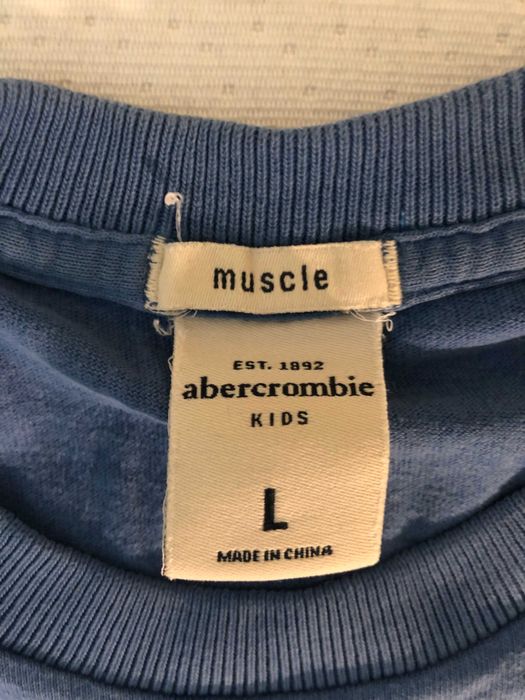 muscle
EST. 1892
abercrombie
KIDS
L
MADE IN CHINA